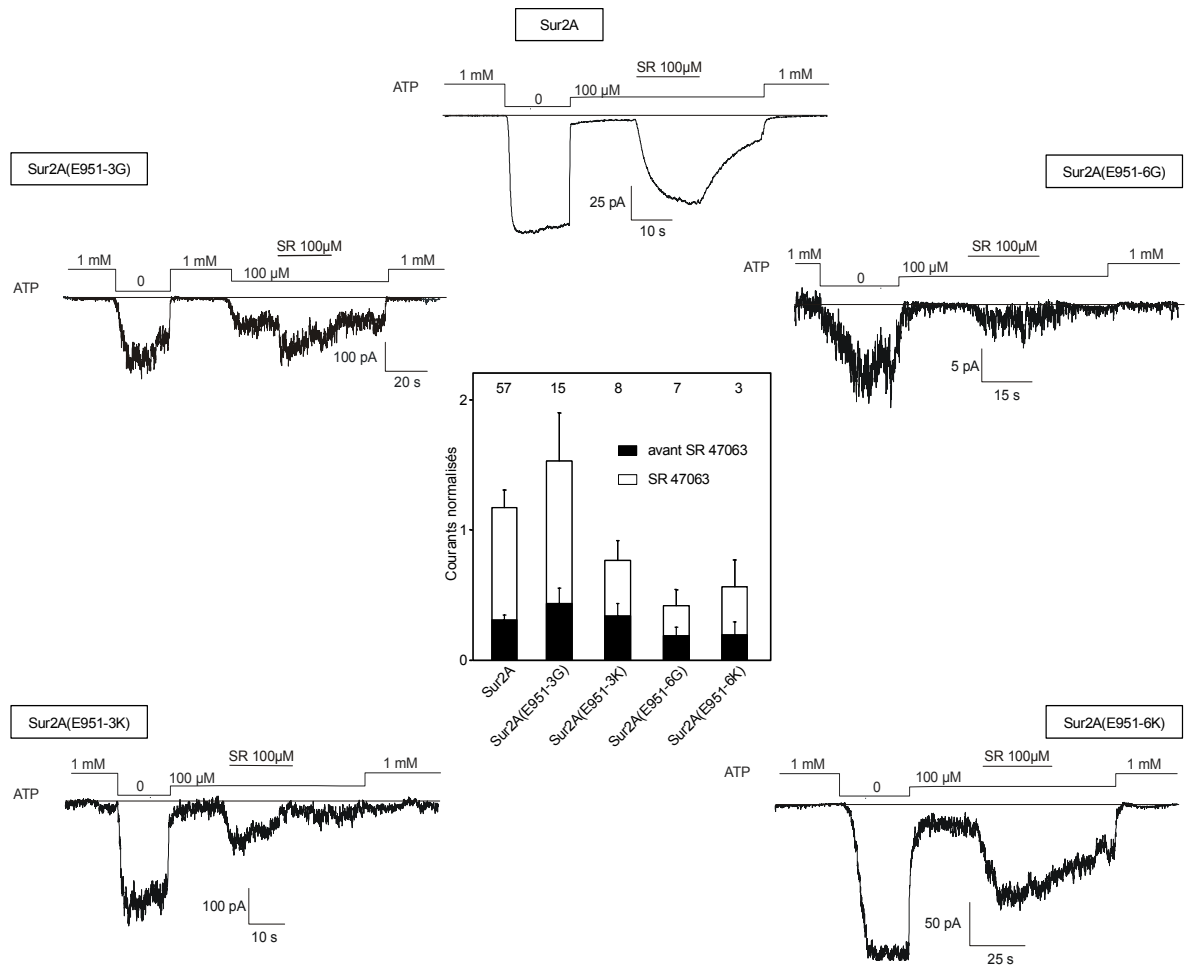 Sur2A
SR 100µM
1 mM
1 mM
100 µM
ATP
0
25 pA
10 s
Sur2A(E951-3G)
SR 100µM
1 mM
1 mM
1 mM
0
100 µM
ATP
100 pA
20 s
Sur2A(E951-6G)
SR 100µM
1 mM
1 mM
100 µM
ATP
0
5 pA
15 s
57
15
8
7
3
2
1
0
Courants normalisés
avant SR 47063
SR 47063
Sur2A
Sur2A(E951-3G)
Sur2A(E951-3K)
Sur2A(E951-6G)
Sur2A(E951-6K)
Sur2A(E951-3K)
SR 100µM
1 mM
1 mM
100 µM
ATP
0
100 pA
10 s
Sur2A(E951-6K)
SR 100µM
1 mM
1 mM
100 µM
ATP
0
50 pA
25 s